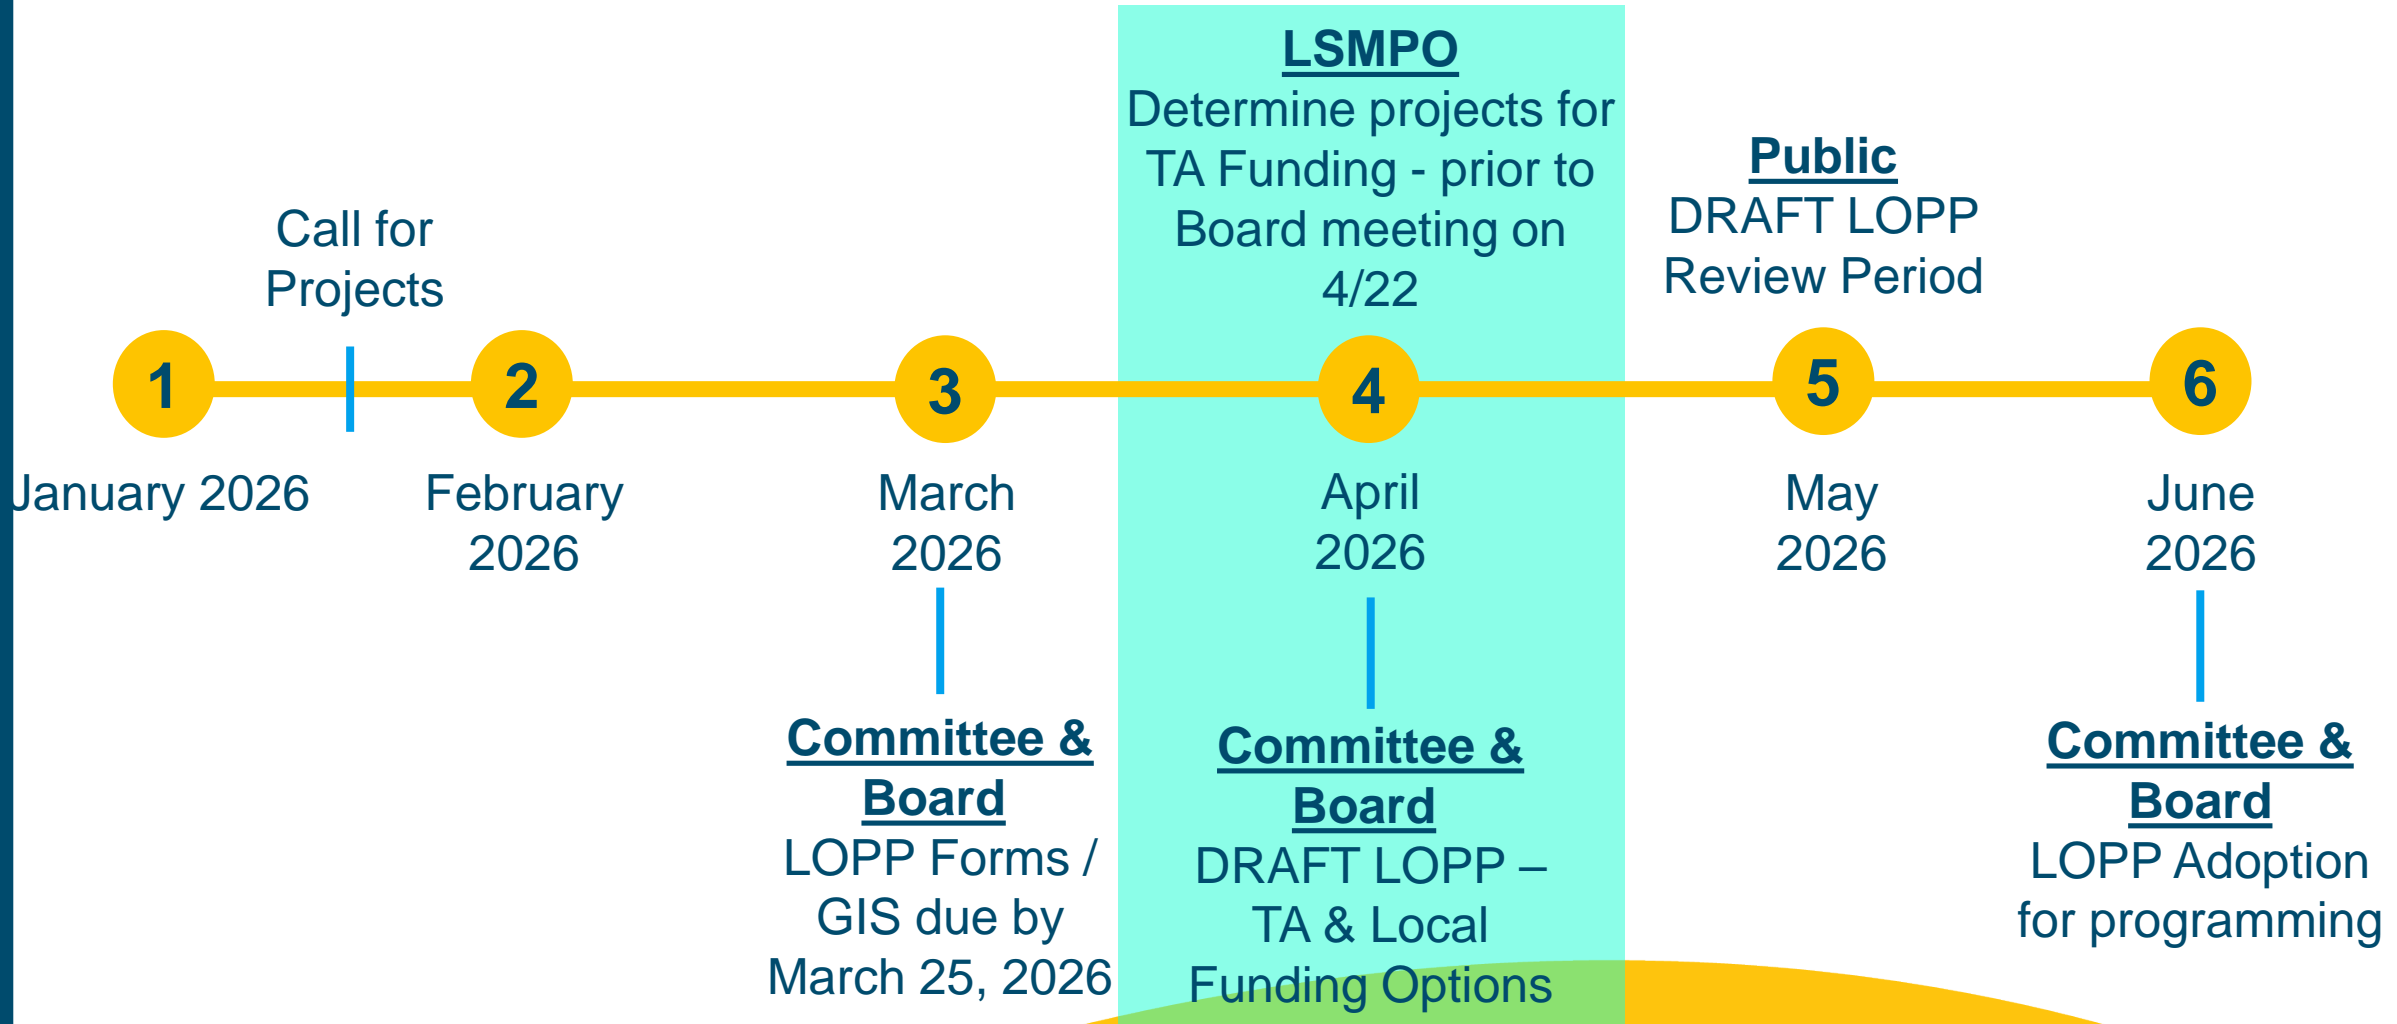 LSMPO
Determine projects for
TA Funding - prior to
Board meeting on
4/22
Public
DRAFT LOPP
Review Period
Call for
Projects
1
2
3
4
5
6
January 2026
February
2026
March
2026
April
2026
May
2026
June
2026
Committee &
Board
LOPP Forms /
GIS due by
March 25, 2026
Committee &
Board
DRAFT LOPP –
TA & Local
Funding Options
Committee &
Board
LOPP Adoption
for programming